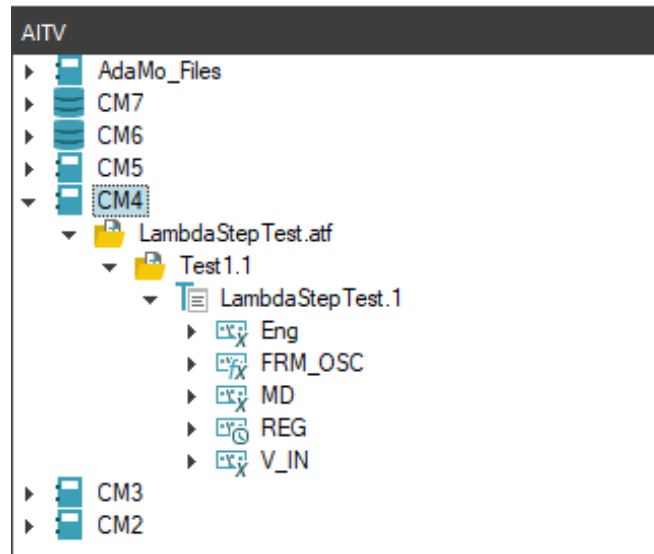 AITV
AdaMo_Files
CM7
CM6
CM5
CM4
LambdaStepTest.atf
Test1.1
LambdaStepTest.1
Eng
FRM_OSC
MD
REG
V_IN
CM3
CM2